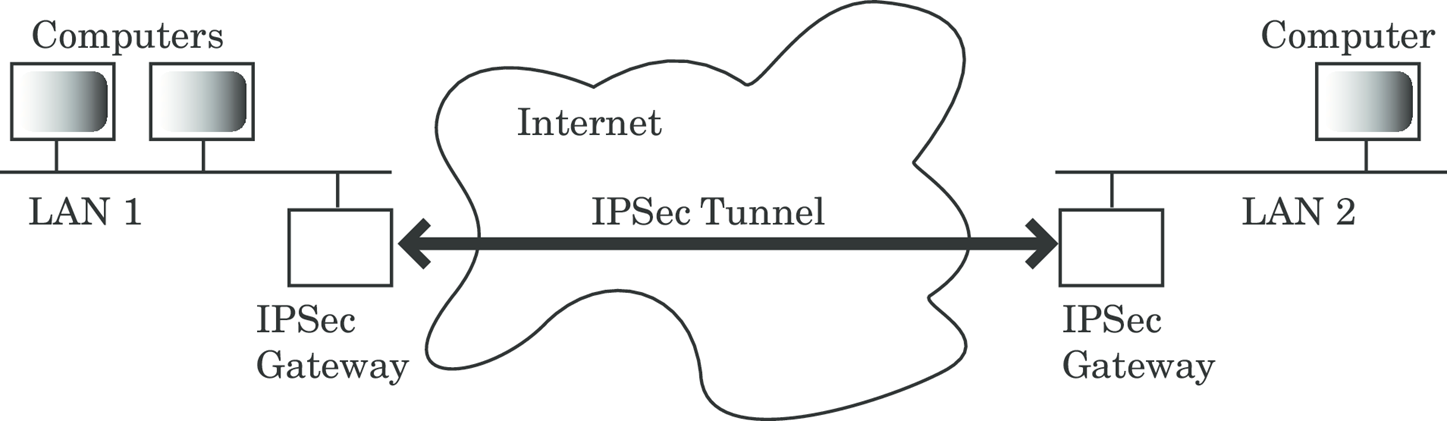 Computers
Computer
Internet
LAN 1
IPSec Tunnel
LAN 2
IPSec
Gateway
IPSec
Gateway